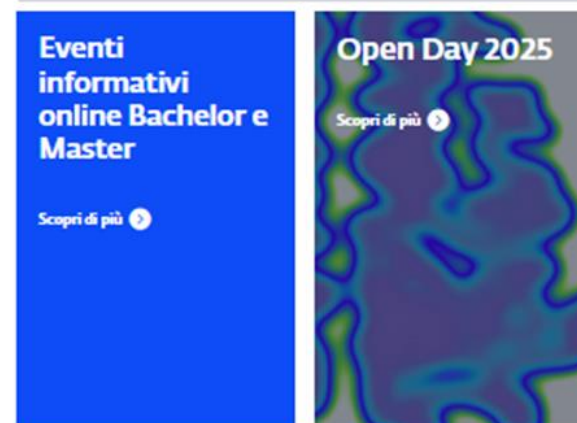 Eventi
informativi
online Bachelor e
Master
Scopri di più
Open Day 2025
Scopri di più